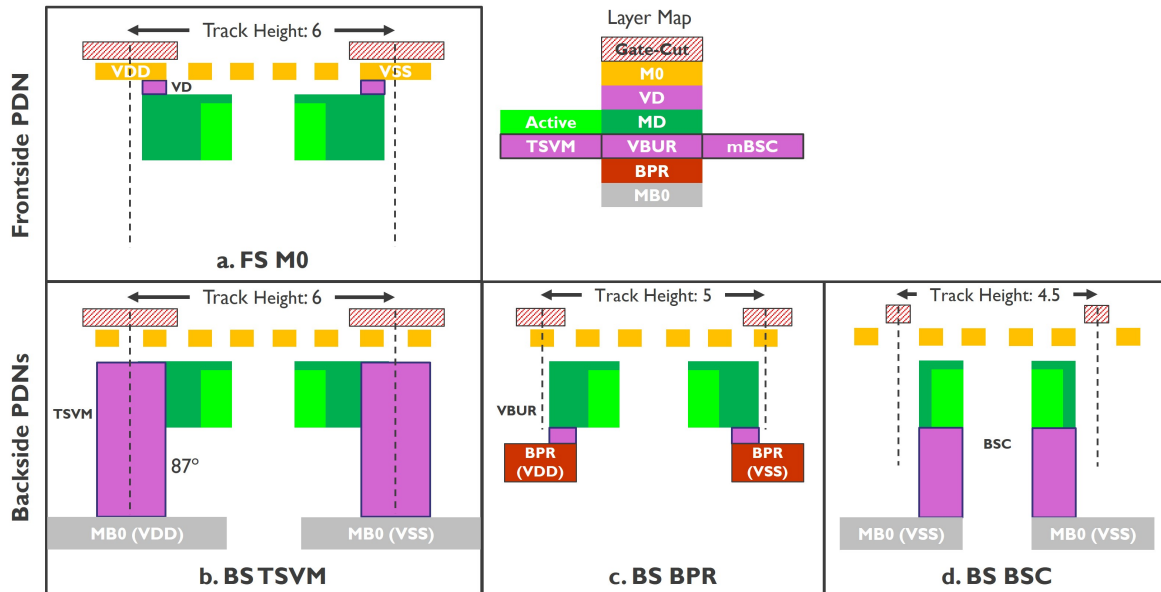 Frontside PDN
Track Height: 6
VDD
VSS
VD
a. FS M0
Layer Map
Gate-Cut
M0
VD
Active
MD
TSVM
VBUR
mBSC
BPR
MB0
Backside PDNs
Track Height: 6
TSVM
87°
MB0 (VDD)
MB0 (VSS)
b. BS TSVM
Track Height: 5
VBUR
BPR
(VDD)
BPR
(VSS)
c. BS BPR
Track Height: 4.5
BSC
MB0 (VSS)
MB0 (VSS)
d. BS BSC